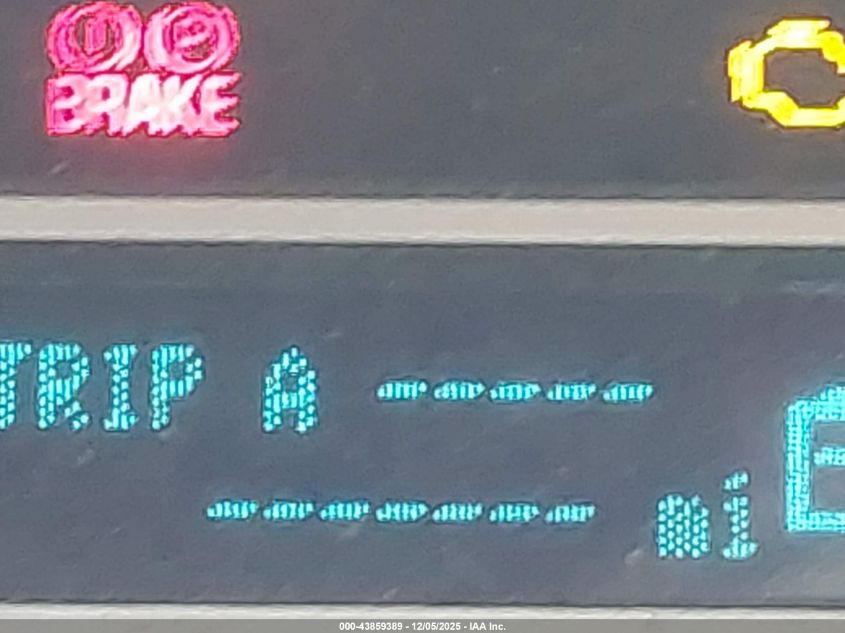 BRAKE
TRIP A -----
------- mi
E
000-43859389 - 12/05/2025 - IAA Inc.